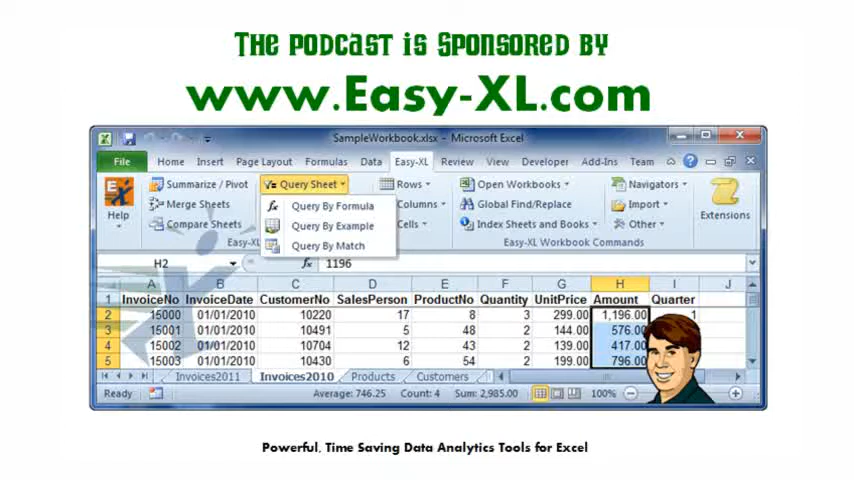 The podcast is Sponsored by
www.Easy-XL.com
SampleWorkbook.xlsx - Microsoft Excel
File Home Insert Page Layout Formulas Data Easy-XL Review View Developer Add-Ins Team
Help
Summarize / Pivot
Merge Sheets
Compare Sheets
Query Sheet
Query By Formula
Query By Example
Query By Match
Rows
Columns
Cells
Open Workbooks
Global Find/Replace
Index Sheets and Books
Navigators
Import
Other
Extensions
Easy-XL
Easy-XL Workbook Commands
H2 fx 1196
A B C D E F G H I J
1 InvoiceNo InvoiceDate CustomerNo SalesPerson ProductNo Quantity UnitPrice Amount Quarter
2 15000 01/01/2010 10220 17 8 3 299.00 1,196.00 1
3 15001 01/01/2010 10491 5 48 2 144.00 576.00
4 15002 01/01/2010 10704 12 43 2 139.00 417.00
5 15003 01/01/2010 10430 6 54 2 199.00 796.00
Invoices2011 Invoices2010 Products Customers
Ready Average: 746.25 Count: 4 Sum: 2,985.00 100%
Powerful, Time Saving Data Analytics Tools for Excel